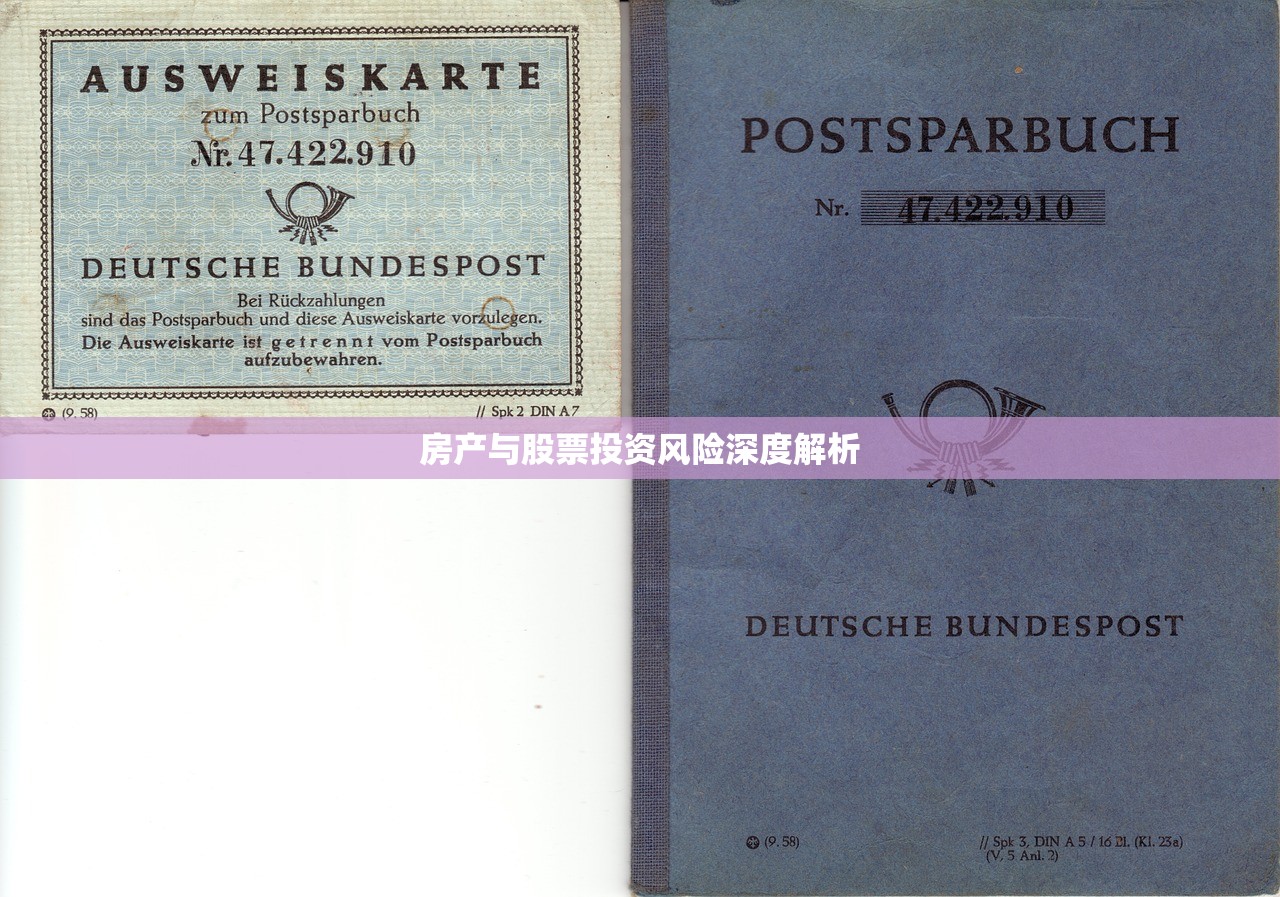 AUSWEISKARTE
zum Postsparbuch
Nr. 47.422.910
DEUTSCHE BUNDESPOST
Bei Rückzahlungen
sind das Postsparbuch und diese Ausweiskarte vorzulegen.
Die Ausweiskarte ist getrennt vom Postsparbuch
aufzubewahren.
(9. 58)
// Spk 2 DIN A7
POSTSPARBUCH
Nr. 47.422.910
房产与股票投资风险深度解析
DEUTSCHE BUNDESPOST
(9. 58)
// Spk 3, DIN A 5 / 16 Bl. (Kl. 23a)
(V, 5 Anl. 2)